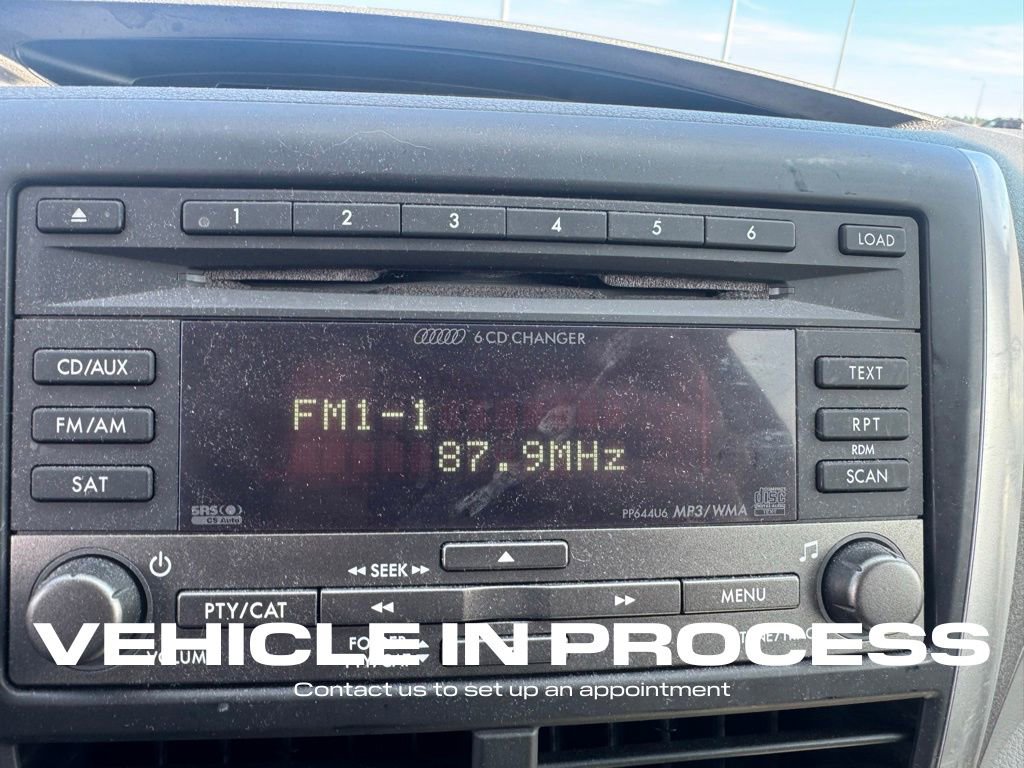 1 2 3 4 5 6
LOAD
6 CD CHANGER
CD/AUX
TEXT
FM1-1
FM/AM
RPT
87.9MHz
RDM
SAT
SCAN
SRS
CS Auto
PP644U6 MP3/WMA
disc
SEEK
PTY/CAT
MENU
VEHICLE IN PROCESS
VOLUM
Contact us to set up an appointment